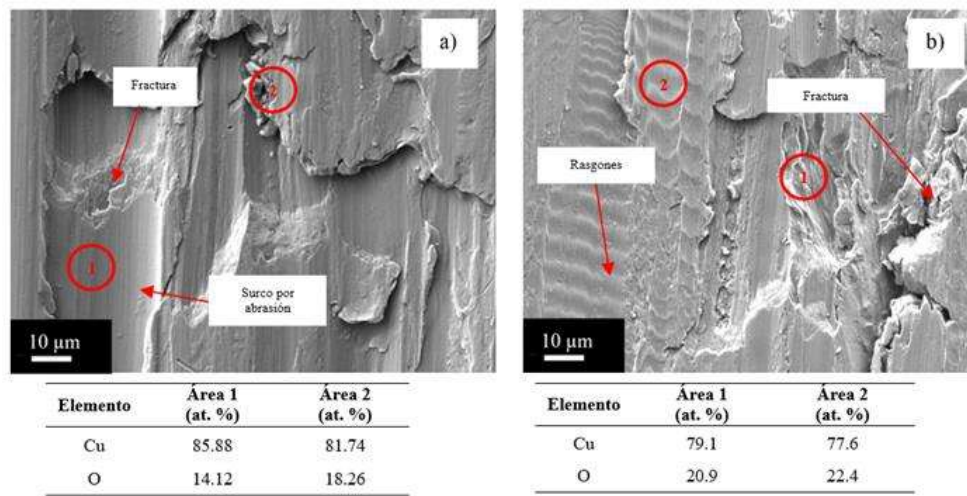 a)
Fractura
2
1
Surco por
abrasión
10 µm
b)
2
Fractura
1
Rasgones
10 µm
Elemento Área 1 (at. %) Área 2 (at. %)
Cu 85.88 81.74
O 14.12 18.26
Elemento Área 1 (at. %) Área 2 (at. %)
Cu 79.1 77.6
O 20.9 22.4